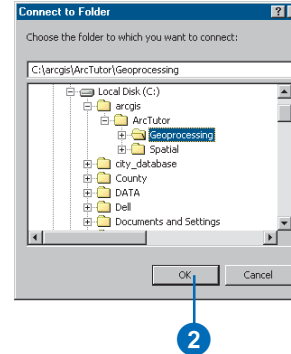 Connect to Folder
Choose the folder to which you want to connect:
C:\arcgis\ArcTutor\Geoprocessing
Local Disk (C:)
arcgis
ArcTutor
Geoprocessing
Spatial
city_database
County
DATA
Dell
Documents and Settings
OK
Cancel
2